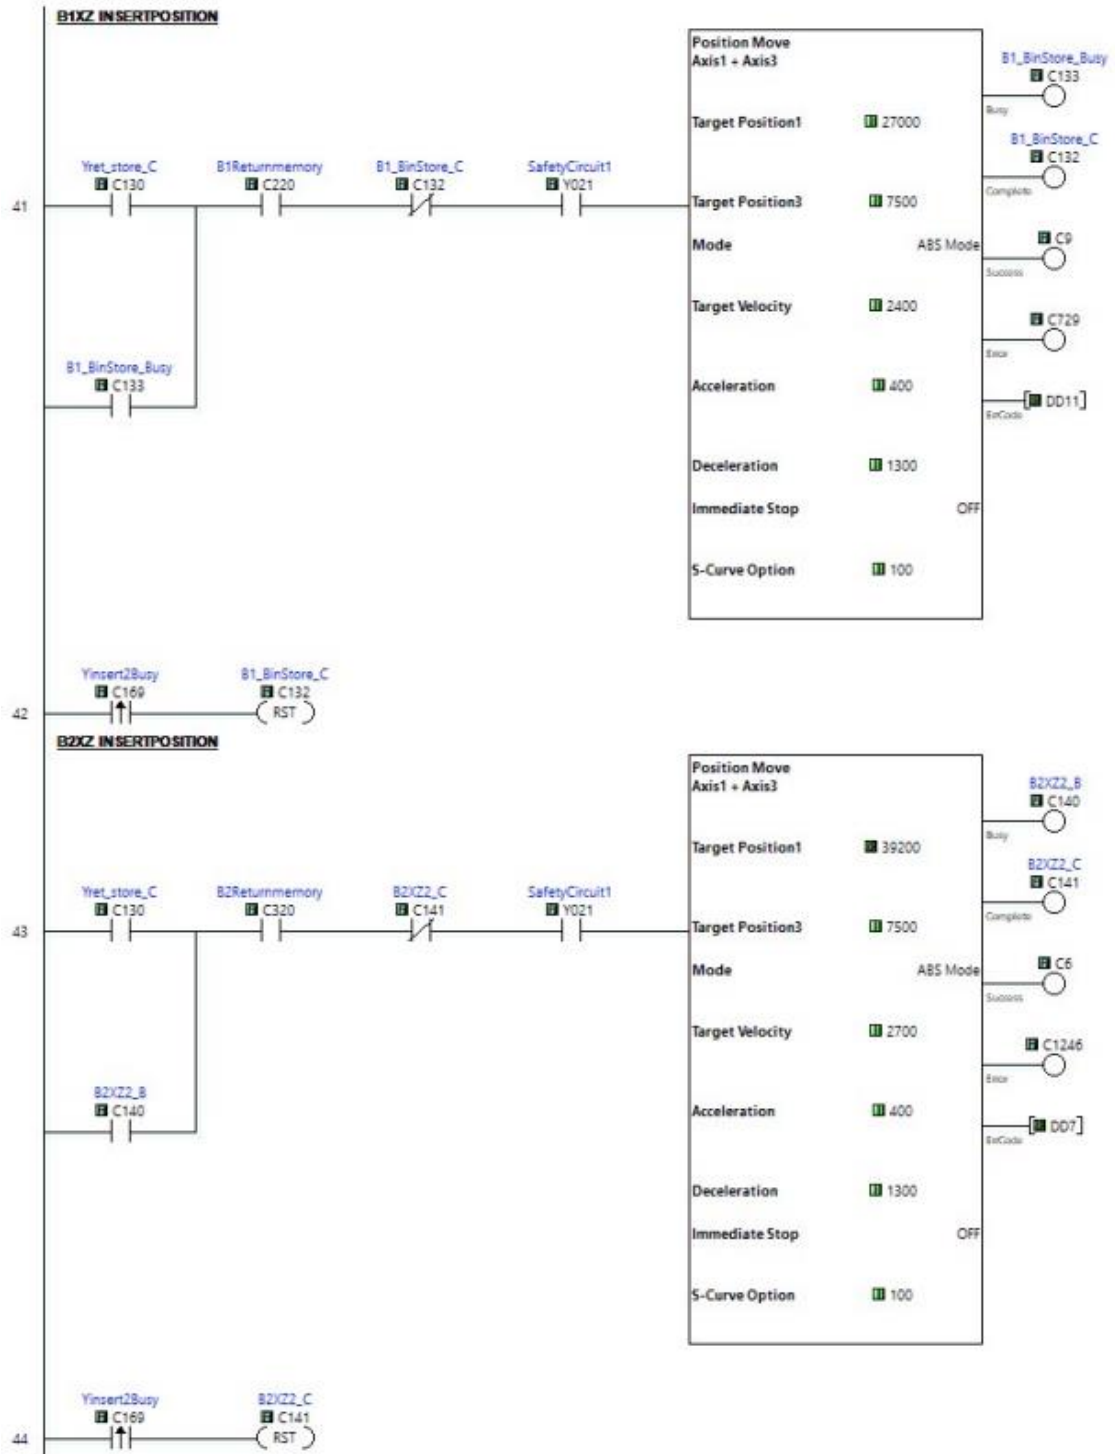 B1XZ INSERTPOSITION
Position Move
Axis1 + Axis3
B1_BinStore_Busy
C133
Busy
Target Position1 27000
B1_BinStore_C
C132
Complete
Yret_store_C B1Returnmemory B1_BinStore_C SafetyCircuit1
C130 C220 C132 Y021
41
Target Position3 7500
Mode ABS Mode
C9
Success
Target Velocity 2400
C729
Error
B1_BinStore_Busy
C133
Acceleration 400
DD11
ErrCode
Deceleration 1300
Immediate Stop OFF
S-Curve Option 100
Yinsert2Busy B1_BinStore_C
C169 C132
42
RST
B2XZ INSERTPOSITION
Position Move
Axis1 + Axis3
B2XZ2_B
C140
Busy
Target Position1 39200
B2XZ2_C
C141
Complete
Yret_store_C B2Returnmemory B2XZ2_C SafetyCircuit1
C130 C320 C141 Y021
43
Target Position3 7500
Mode ABS Mode
C6
Success
Target Velocity 2700
C1246
Error
B2XZ2_B
C140
Acceleration 400
DD7
ErrCode
Deceleration 1300
Immediate Stop OFF
S-Curve Option 100
Yinsert2Busy B2XZ2_C
C169 C141
44
RST